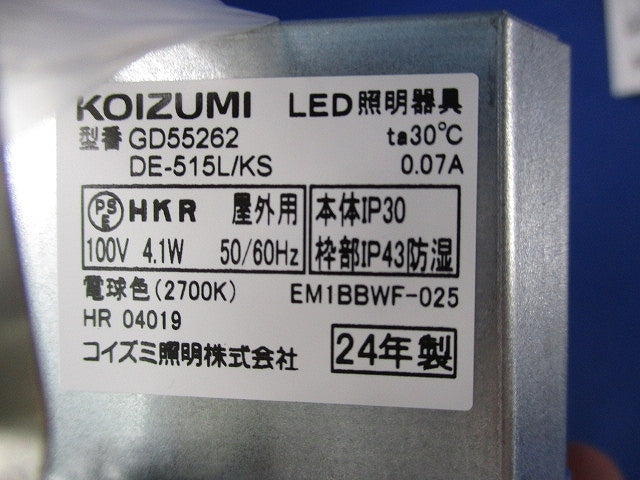 KOIZUMI LED照明器具
型番 GD55262 ta30℃
DE-515L/KS 0.07A
PSE HKR 屋外用 本体IP30
100V 4.1W 50/60Hz 枠部IP43防湿
電球色(2700K) EM1BBWF-025
HR 04019
コイズミ照明株式会社 24年製